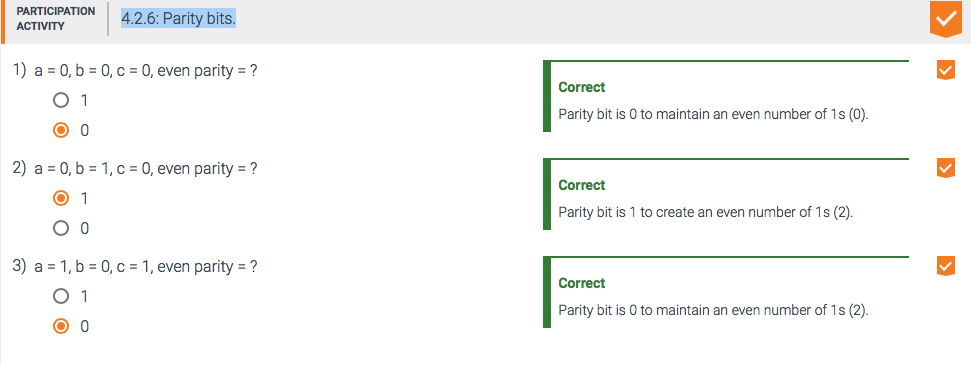 PARTICIPATION
ACTIVITY
4.2.6: Parity bits.
1) a = 0, b = 0, c = 0, even parity = ?
1
0
Correct
Parity bit is 0 to maintain an even number of 1s (0).
2) a = 0, b = 1, c = 0, even parity = ?
1
0
Correct
Parity bit is 1 to create an even number of 1s (2).
3) a = 1, b = 0, c = 1, even parity = ?
1
0
Correct
Parity bit is 0 to maintain an even number of 1s (2).